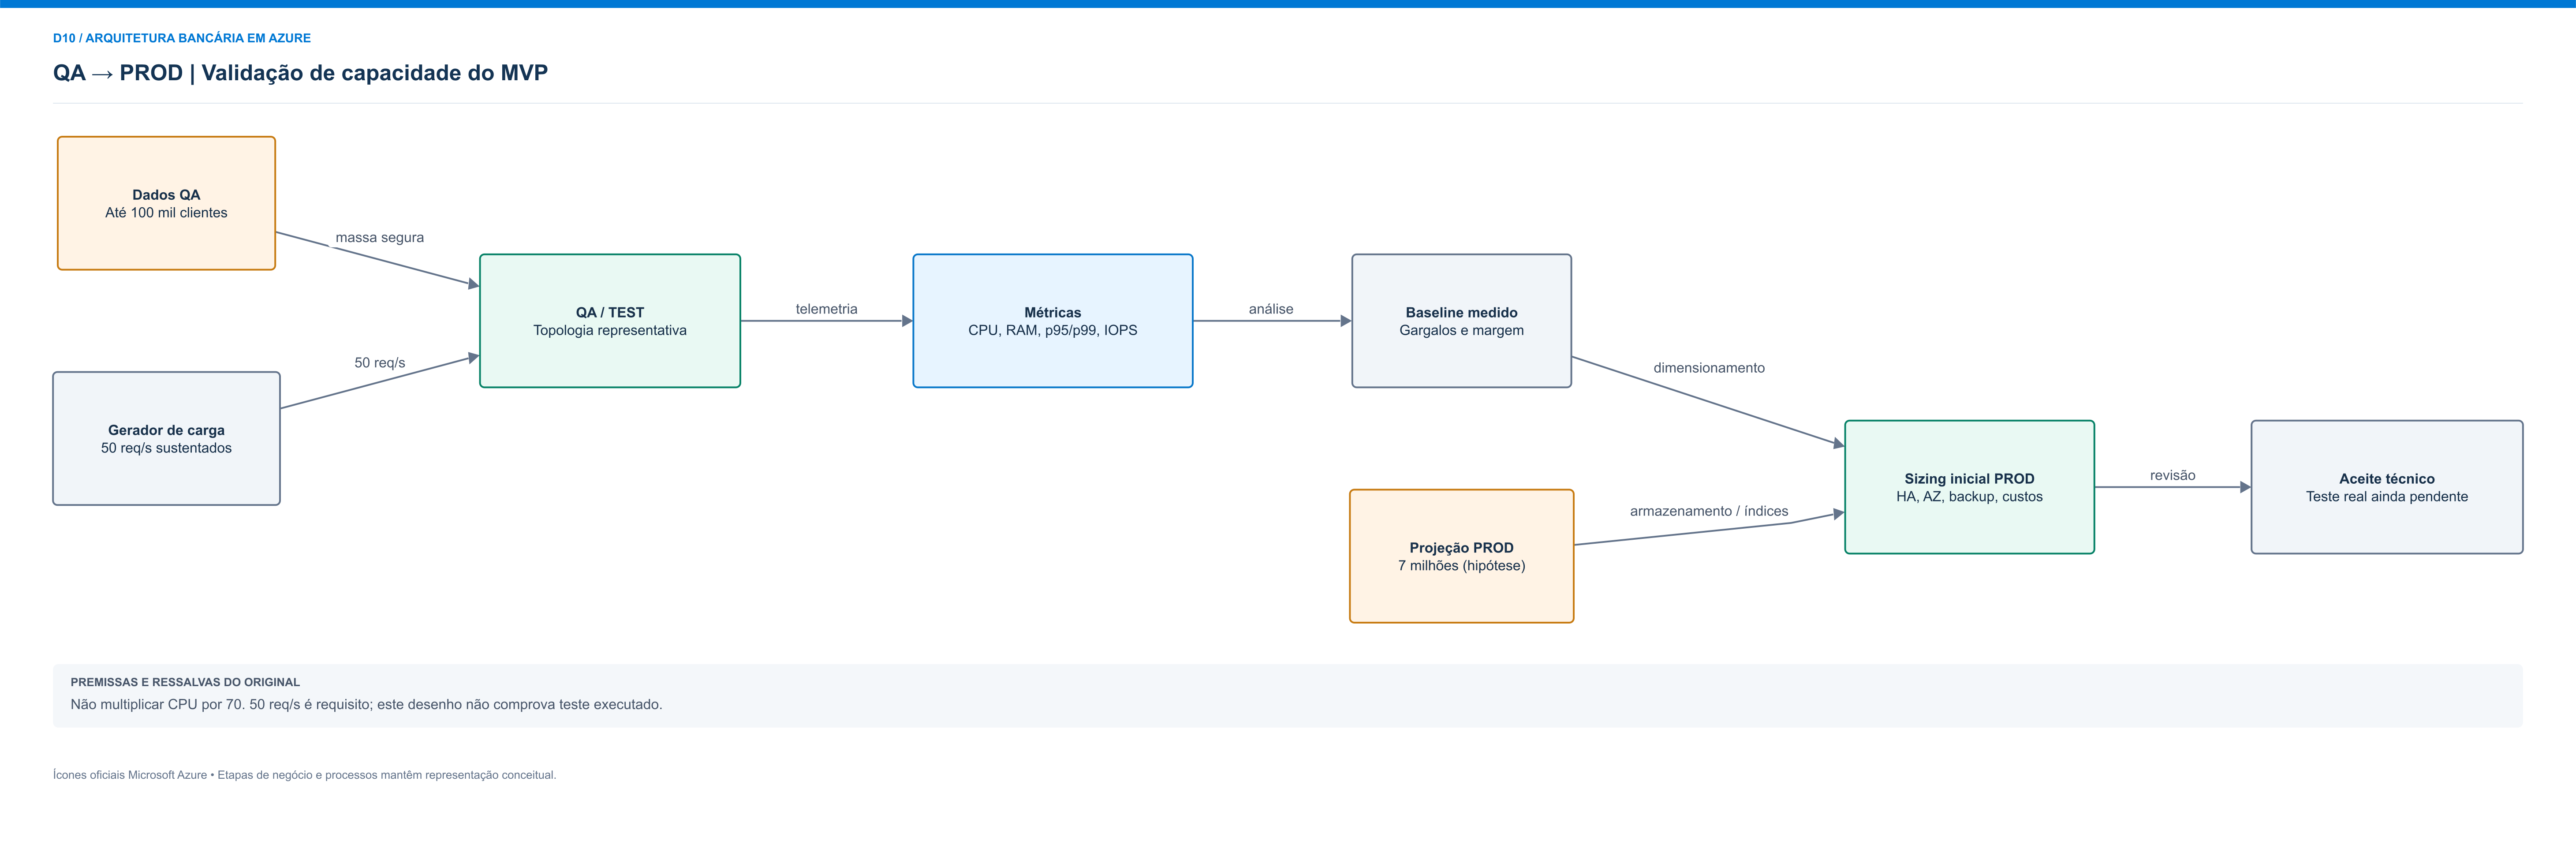 D10 / ARQUITETURA BANCÁRIA EM AZURE
QA → PROD | Validação de capacidade do MVP
Dados QA
Até 100 mil clientes
massa segura
Gerador de carga
50 req/s sustentados
50 req/s
QA / TEST
Topologia representativa
telemetria
Métricas
CPU, RAM, p95/p99, IOPS
análise
Baseline medido
Gargalos e margem
dimensionamento
Projeção PROD
7 milhões (hipótese)
armazenamento / índices
Sizing inicial PROD
HA, AZ, backup, custos
revisão
Aceite técnico
Teste real ainda pendente
PREMISSAS E RESSALVAS DO ORIGINAL
Não multiplicar CPU por 70. 50 req/s é requisito; este desenho não comprova teste executado.
Ícones oficiais Microsoft Azure • Etapas de negócio e processos mantêm representação conceitual.